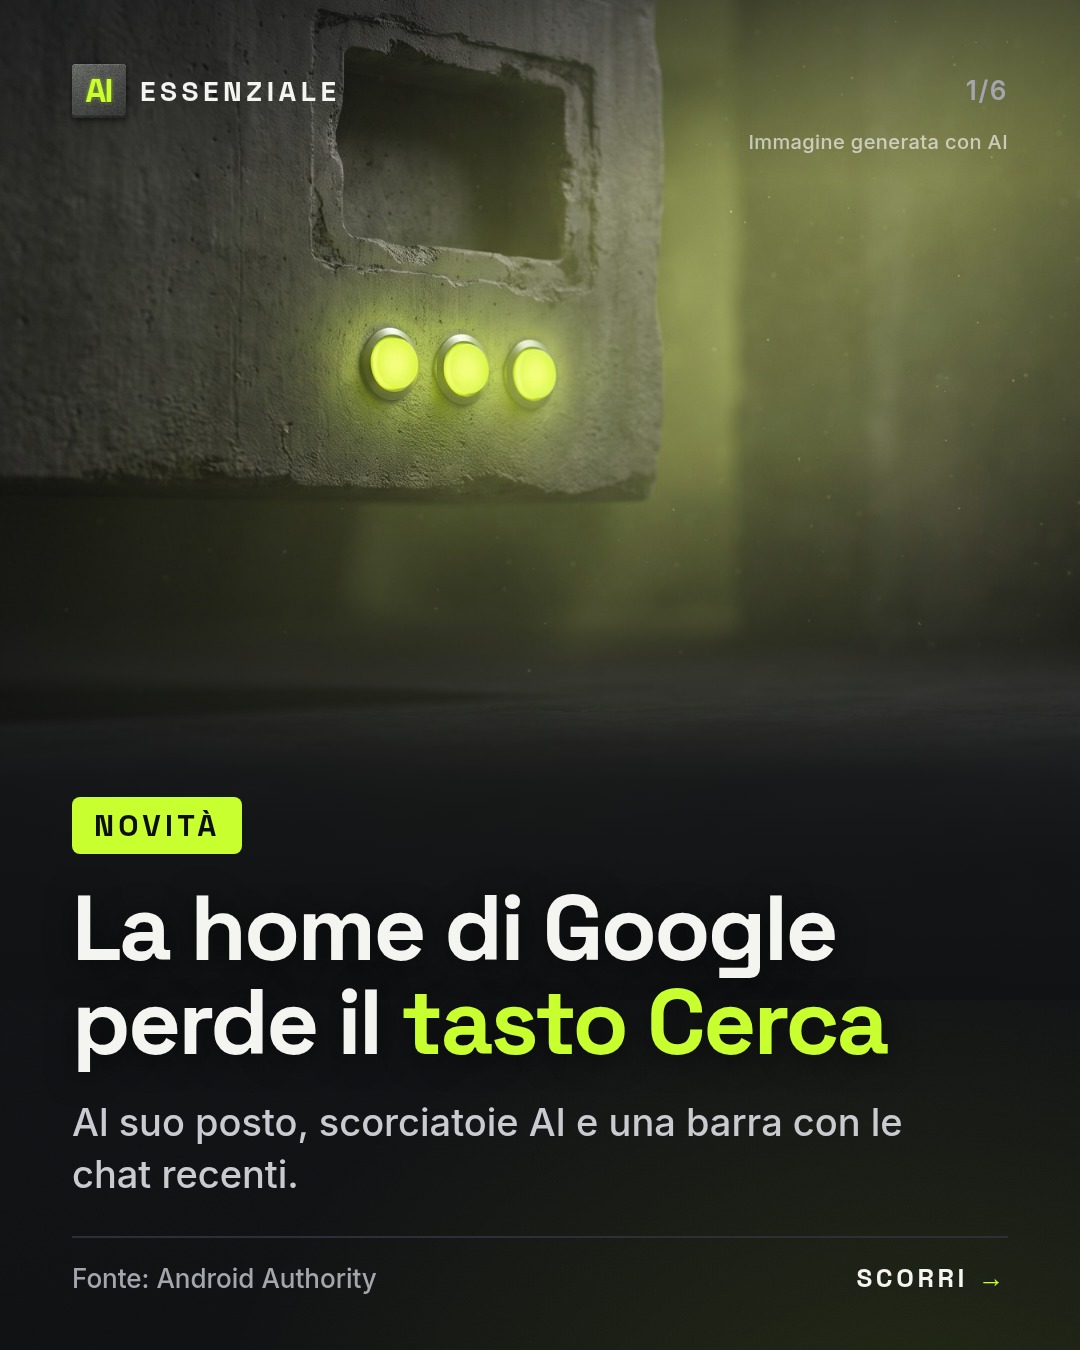 AI ESSENZIALE
1/6
Immagine generata con AI
NOVITÀ
La home di Google
perde il tasto Cerca
Al suo posto, scorciatoie AI e una barra con le
chat recenti.
Fonte: Android Authority
SCORRI →